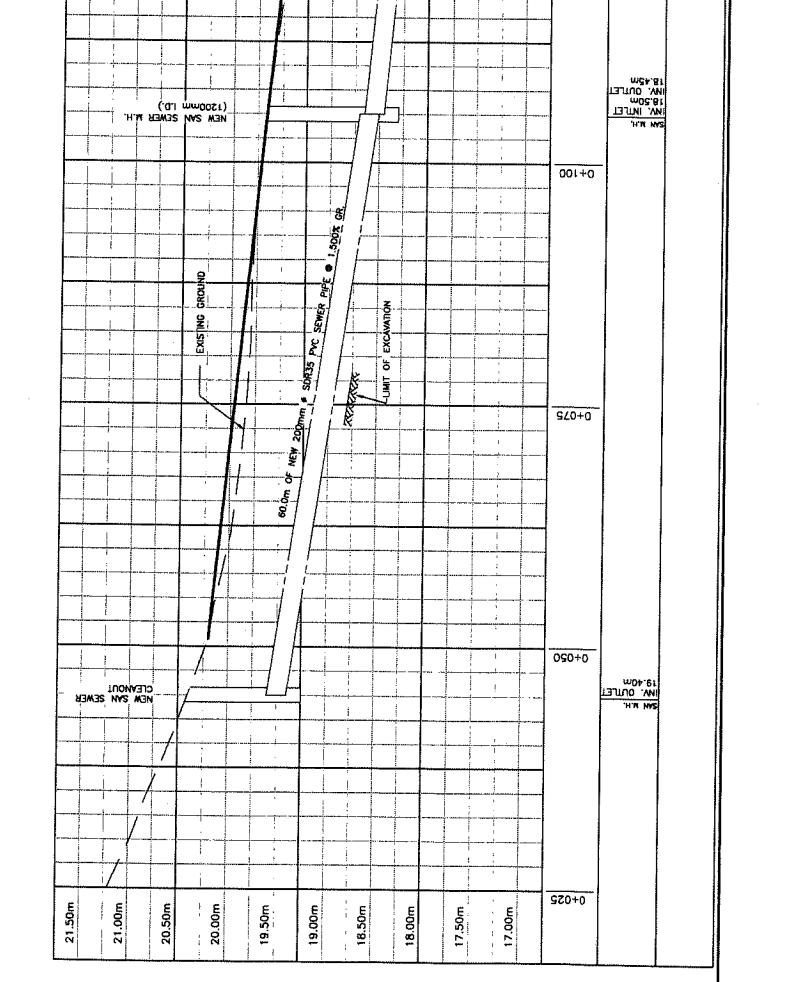 SAN M.H.
INV. INTLET
18.50m
INV. OUTLET
18.45m
NEW SAN SEWER M.H.
(1200mm I.D.)
0+100
EXISTING GROUND
60.0m OF NEW 200mm ø SDR35 PVC SEWER PIPE @ 1.500% GR.
LIMIT OF EXCAVATION
0+075
0+050
SAN M.H.
INV. OUTLET
19.40m
NEW SAN SEWER
CLEANOUT
0+025
21.50m
21.00m
20.50m
20.00m
19.50m
19.00m
18.50m
18.00m
17.50m
17.00m